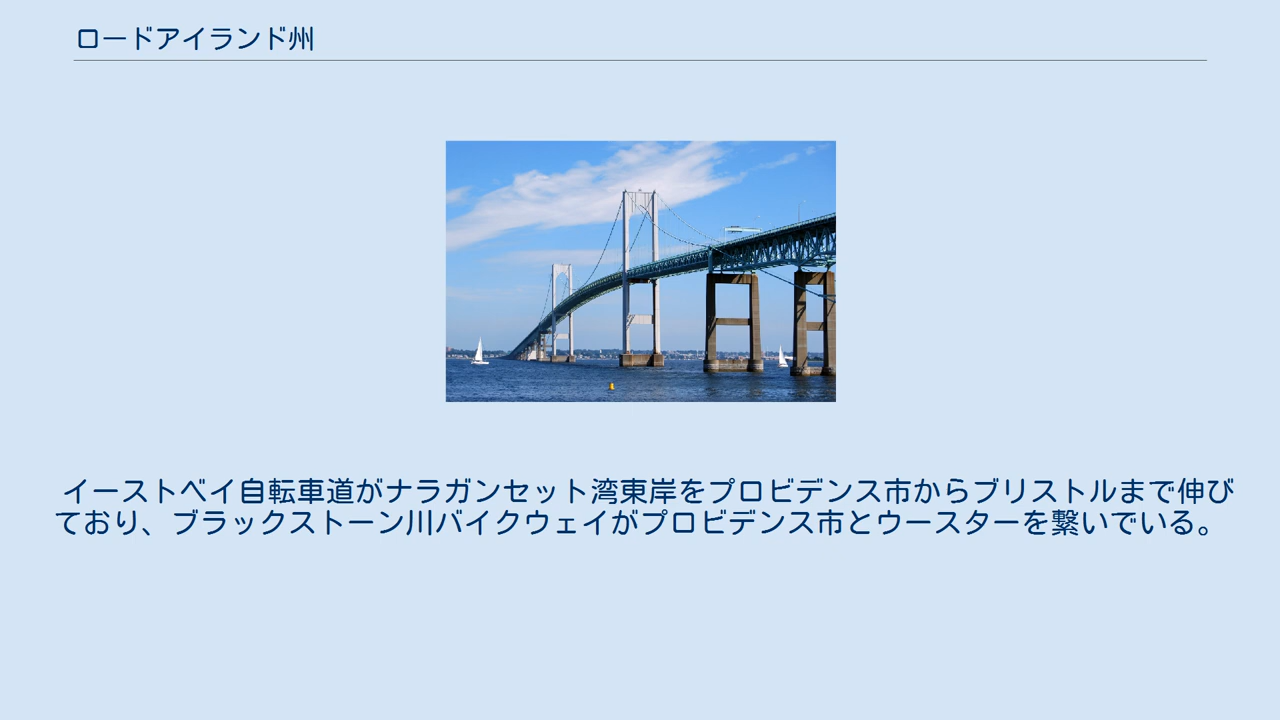 ロードアイランド州
イーストベイ自転車道がナラガンセット湾東岸をプロビデンス市からブリストルまで伸び
ており、ブラックストーン川バイクウェイがプロビデンス市とウースターを繋いでいる。